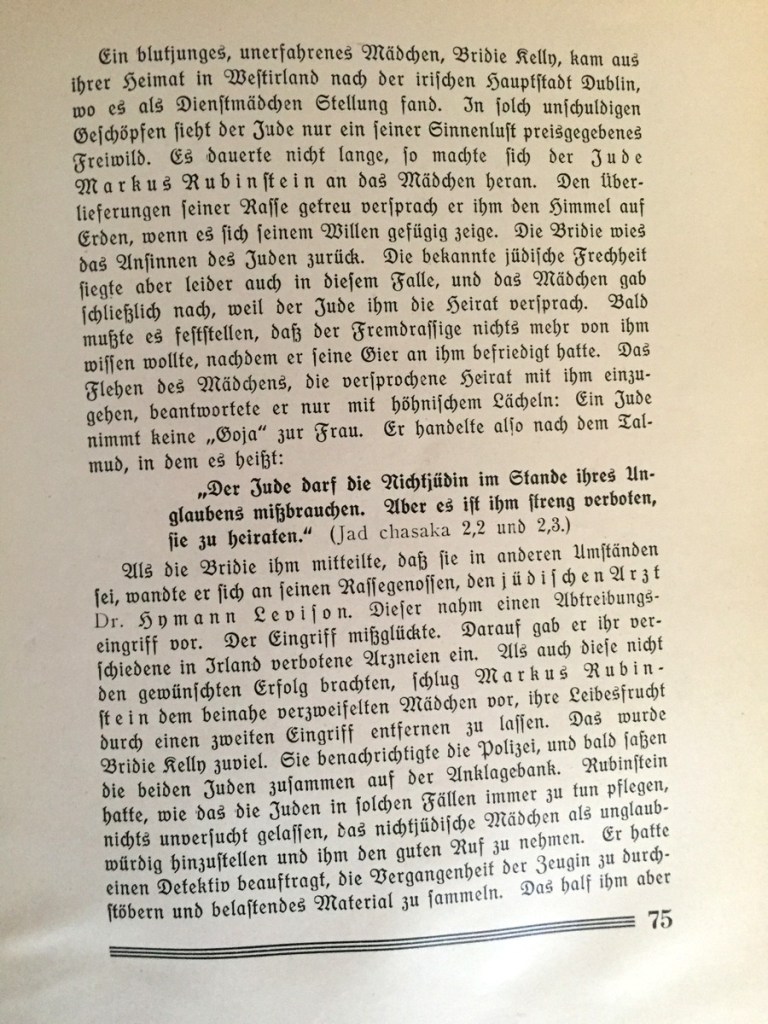 Ein blutjunges, unerfahrenes Mädchen, Bridie Kelly, kam aus
ihrer Heimat in Westirland nach der irischen Hauptstadt Dublin,
wo es als Dienstmädchen Stellung fand. In solch unschuldigen
Geschöpfen sieht der Jude nur ein seiner Sinnenlust preisgegebenes
Freiwild. Es dauerte nicht lange, so machte sich der Jude
Markus Rubinstein an das Mädchen heran. Den Über-
lieferungen seiner Rasse getreu versprach er ihm den Himmel auf
Erden, wenn es sich seinem Willen gefügig zeige. Die Bridie wies
das Ansinnen des Juden zurück. Die bekannte jüdische Frechheit
siegte aber leider auch in diesem Falle, und das Mädchen gab
schließlich nach, weil der Jude ihm die Heirat versprach. Bald
mußte es feststellen, daß der Fremdrassige nichts mehr von ihm
wissen wollte, nachdem er seine Gier an ihm befriedigt hatte. Das
Flehen des Mädchens, die versprochene Heirat mit ihm einzu-
gehen, beantwortete er nur mit höhnischem Lächeln: Ein Jude
nimmt keine „Goja“ zur Frau. Er handelte also nach dem Tal-
mud, in dem es heißt:
„Der Jude darf die Nichtjüdin im Stande ihres Un-
glaubens mißbrauchen. Aber es ist ihm streng verboten,
sie zu heiraten.“ (Jad chasaka 2,2 und 2,3.)
Als die Bridie ihm mitteilte, daß sie in anderen Umständen
sei, wandte er sich an seinen Rassegenossen, den jüdischen Arzt
Dr. Hymann Levison. Dieser nahm einen Abtreibungs-
eingriff vor. Der Eingriff mißglückte. Darauf gab er ihr ver-
schiedene in Irland verbotene Arzneien ein. Als auch diese nicht
den gewünschten Erfolg brachten, schlug Markus Rubin-
stein dem beinahe verzweifelten Mädchen vor, ihre Leibesfrucht
durch einen zweiten Eingriff entfernen zu lassen. Das wurde
Bridie Kelly zuviel. Sie benachrichtigte die Polizei, und bald saßen
die beiden Juden zusammen auf der Anklagebank. Rubinstein
hatte, wie das die Juden in solchen Fällen immer zu tun pflegen,
nichts unversucht gelassen, das nichtjüdische Mädchen als unglaub-
würdig hinzustellen und ihm den guten Ruf zu nehmen. Er hatte
einen Detektiv beauftragt, die Vergangenheit der Zeugin zu durch-
stöbern und belastendes Material zu sammeln. Das half ihm aber
75